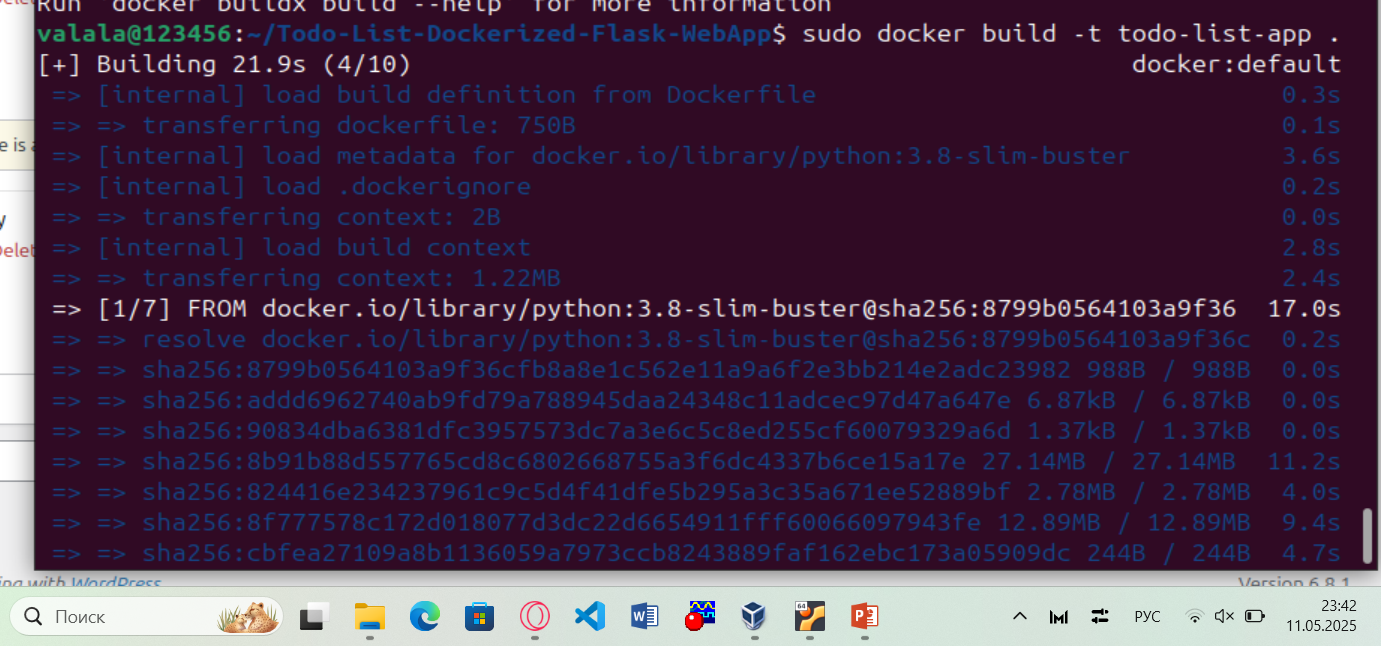 Run 'docker buildx build --help' for more information
valala@123456:~/Todo-List-Dockerized-Flask-WebApp$ sudo docker build -t todo-list-app .
[+] Building 21.9s (4/10) docker:default
=> [internal] load build definition from Dockerfile 0.3s
=> => transferring dockerfile: 750B 0.1s
=> [internal] load metadata for docker.io/library/python:3.8-slim-buster 3.6s
=> [internal] load .dockerignore 0.2s
=> => transferring context: 2B 0.0s
=> [internal] load build context 2.8s
=> => transferring context: 1.22MB 2.4s
=> [1/7] FROM docker.io/library/python:3.8-slim-buster@sha256:8799b0564103a9f36 17.0s
=> => resolve docker.io/library/python:3.8-slim-buster@sha256:8799b0564103a9f36c 0.2s
=> => sha256:8799b0564103a9f36cfb8a8e1c562e11a9a6f2e3bb214e2adc23982 988B / 988B 0.0s
=> => sha256:addd6962740ab9fd79a788945daa24348c11adcec97d47a647e 6.87kB / 6.87kB 0.0s
=> => sha256:90834dba6381dfc3957573dc7a3e6c5c8ed255cf60079329a6d 1.37kB / 1.37kB 0.0s
=> => sha256:8b91b88d557765cd8c6802668755a3f6dc4337b6ce15a17e 27.14MB / 27.14MB 11.2s
=> => sha256:824416e234237961c9c5d4f41dfe5b295a3c35a671ee52889bf 2.78MB / 2.78MB 4.0s
=> => sha256:8f777578c172d018077d3dc22d6654911fff60066097943fe 12.89MB / 12.89MB 9.4s
=> => sha256:cbfea27109a8b1136059a7973ccb8243889faf162ebc173a05909dc 244B / 244B 4.7s
e is a
y
Delet
ing with WordPress
Version 6.8.1
Поиск
64
РУС
23:42
11.05.2025